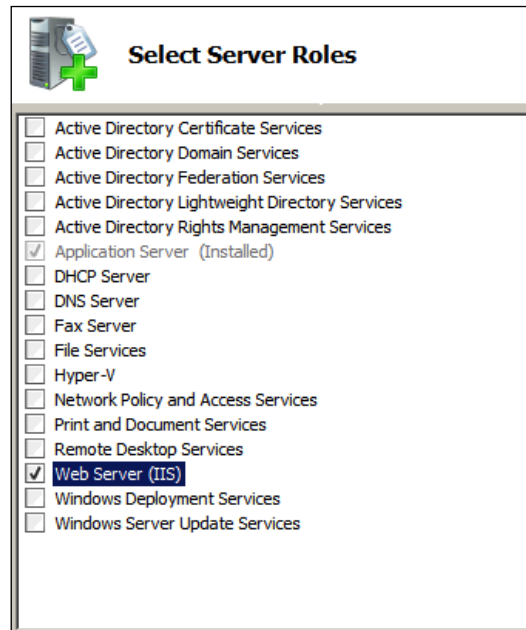 Select Server Roles
Active Directory Certificate Services
Active Directory Domain Services
Active Directory Federation Services
Active Directory Lightweight Directory Services
Active Directory Rights Management Services
Application Server (Installed)
DHCP Server
DNS Server
Fax Server
File Services
Hyper-V
Network Policy and Access Services
Print and Document Services
Remote Desktop Services
Web Server (IIS)
Windows Deployment Services
Windows Server Update Services